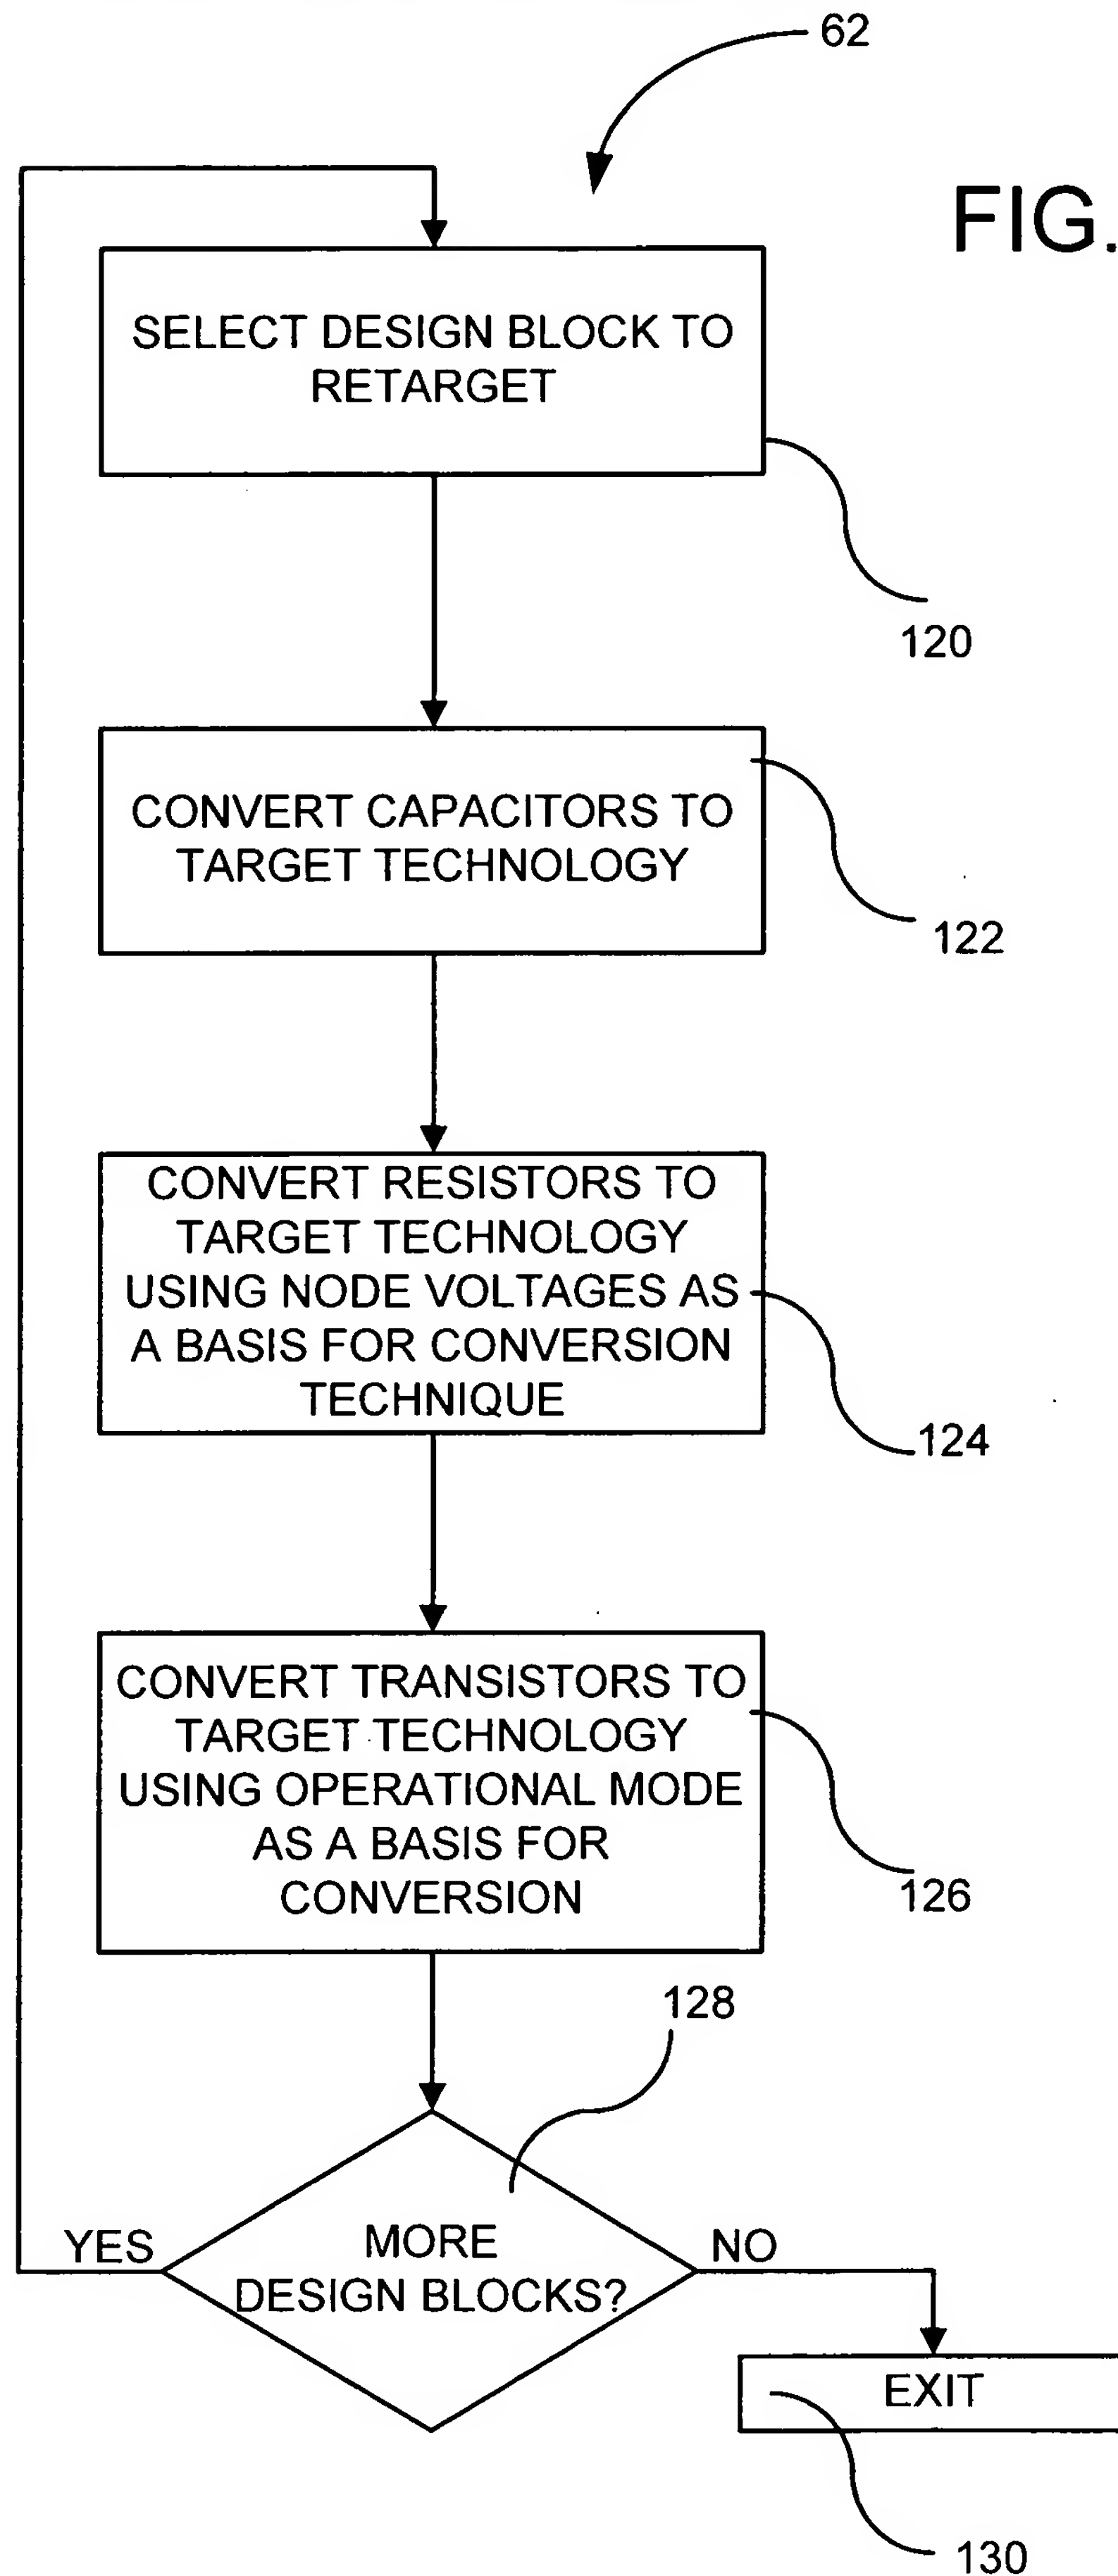 62
FIG.
SELECT DESIGN BLOCK TO
RETARGET
120
CONVERT CAPACITORS TO
TARGET TECHNOLOGY
122
CONVERT RESISTORS TO
TARGET TECHNOLOGY
USING NODE VOLTAGES AS
A BASIS FOR CONVERSION
TECHNIQUE
124
CONVERT TRANSISTORS TO
TARGET TECHNOLOGY
USING OPERATIONAL MODE
AS A BASIS FOR
CONVERSION
126
128
YES
MORE
DESIGN BLOCKS?
NO
EXIT
130